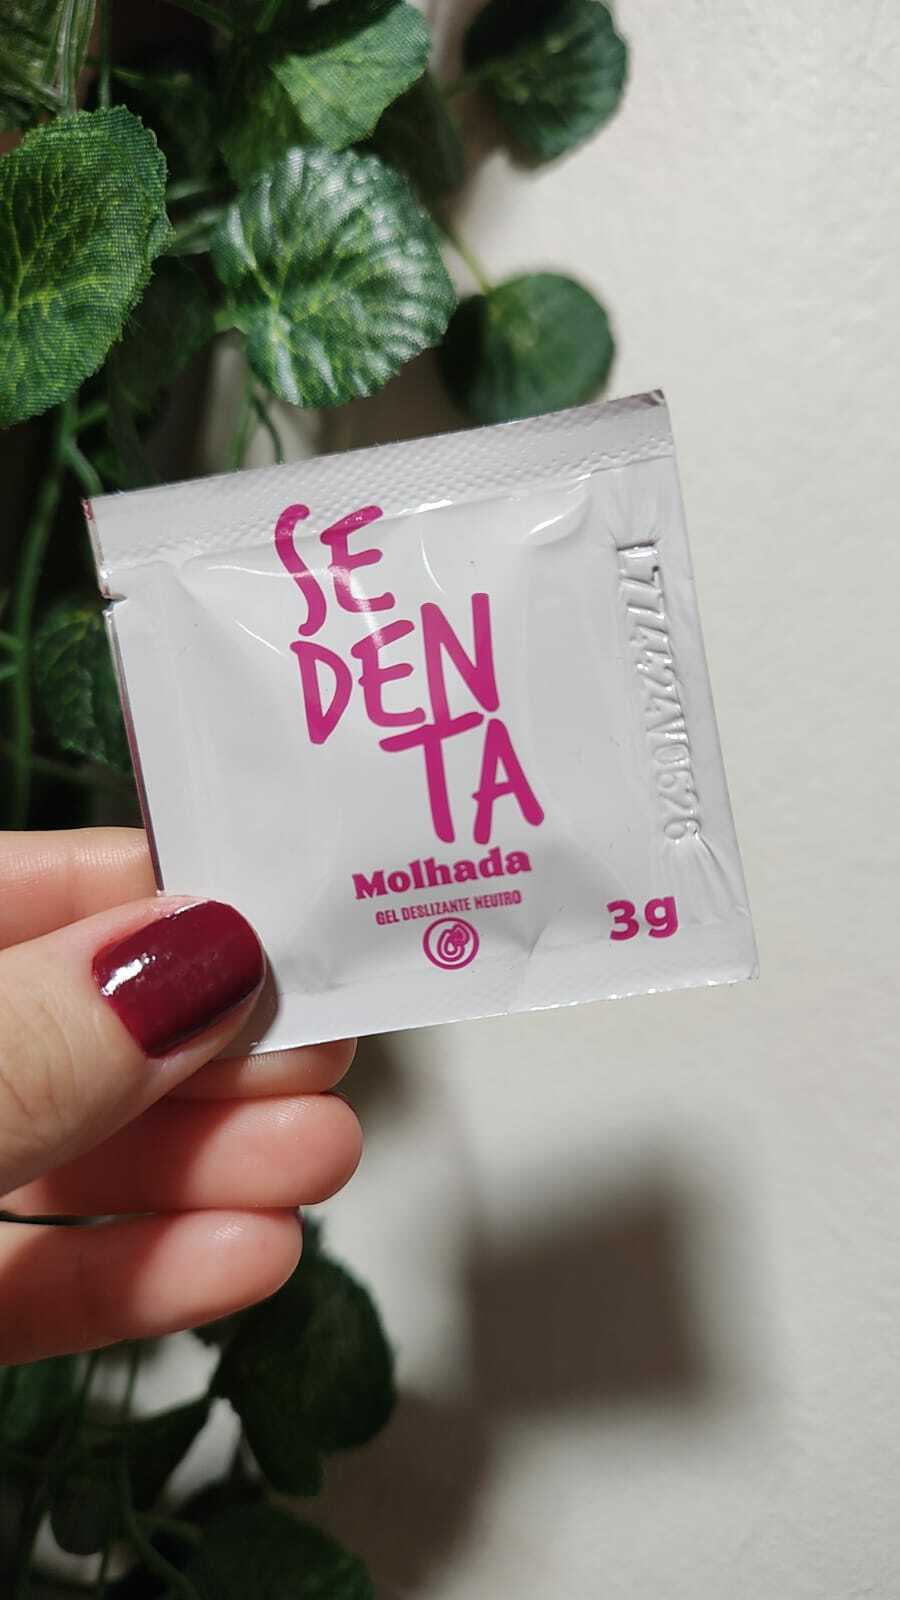 SE
DEN
TA
Molhada
GEL DESLIZANTE NEUTRO
3g